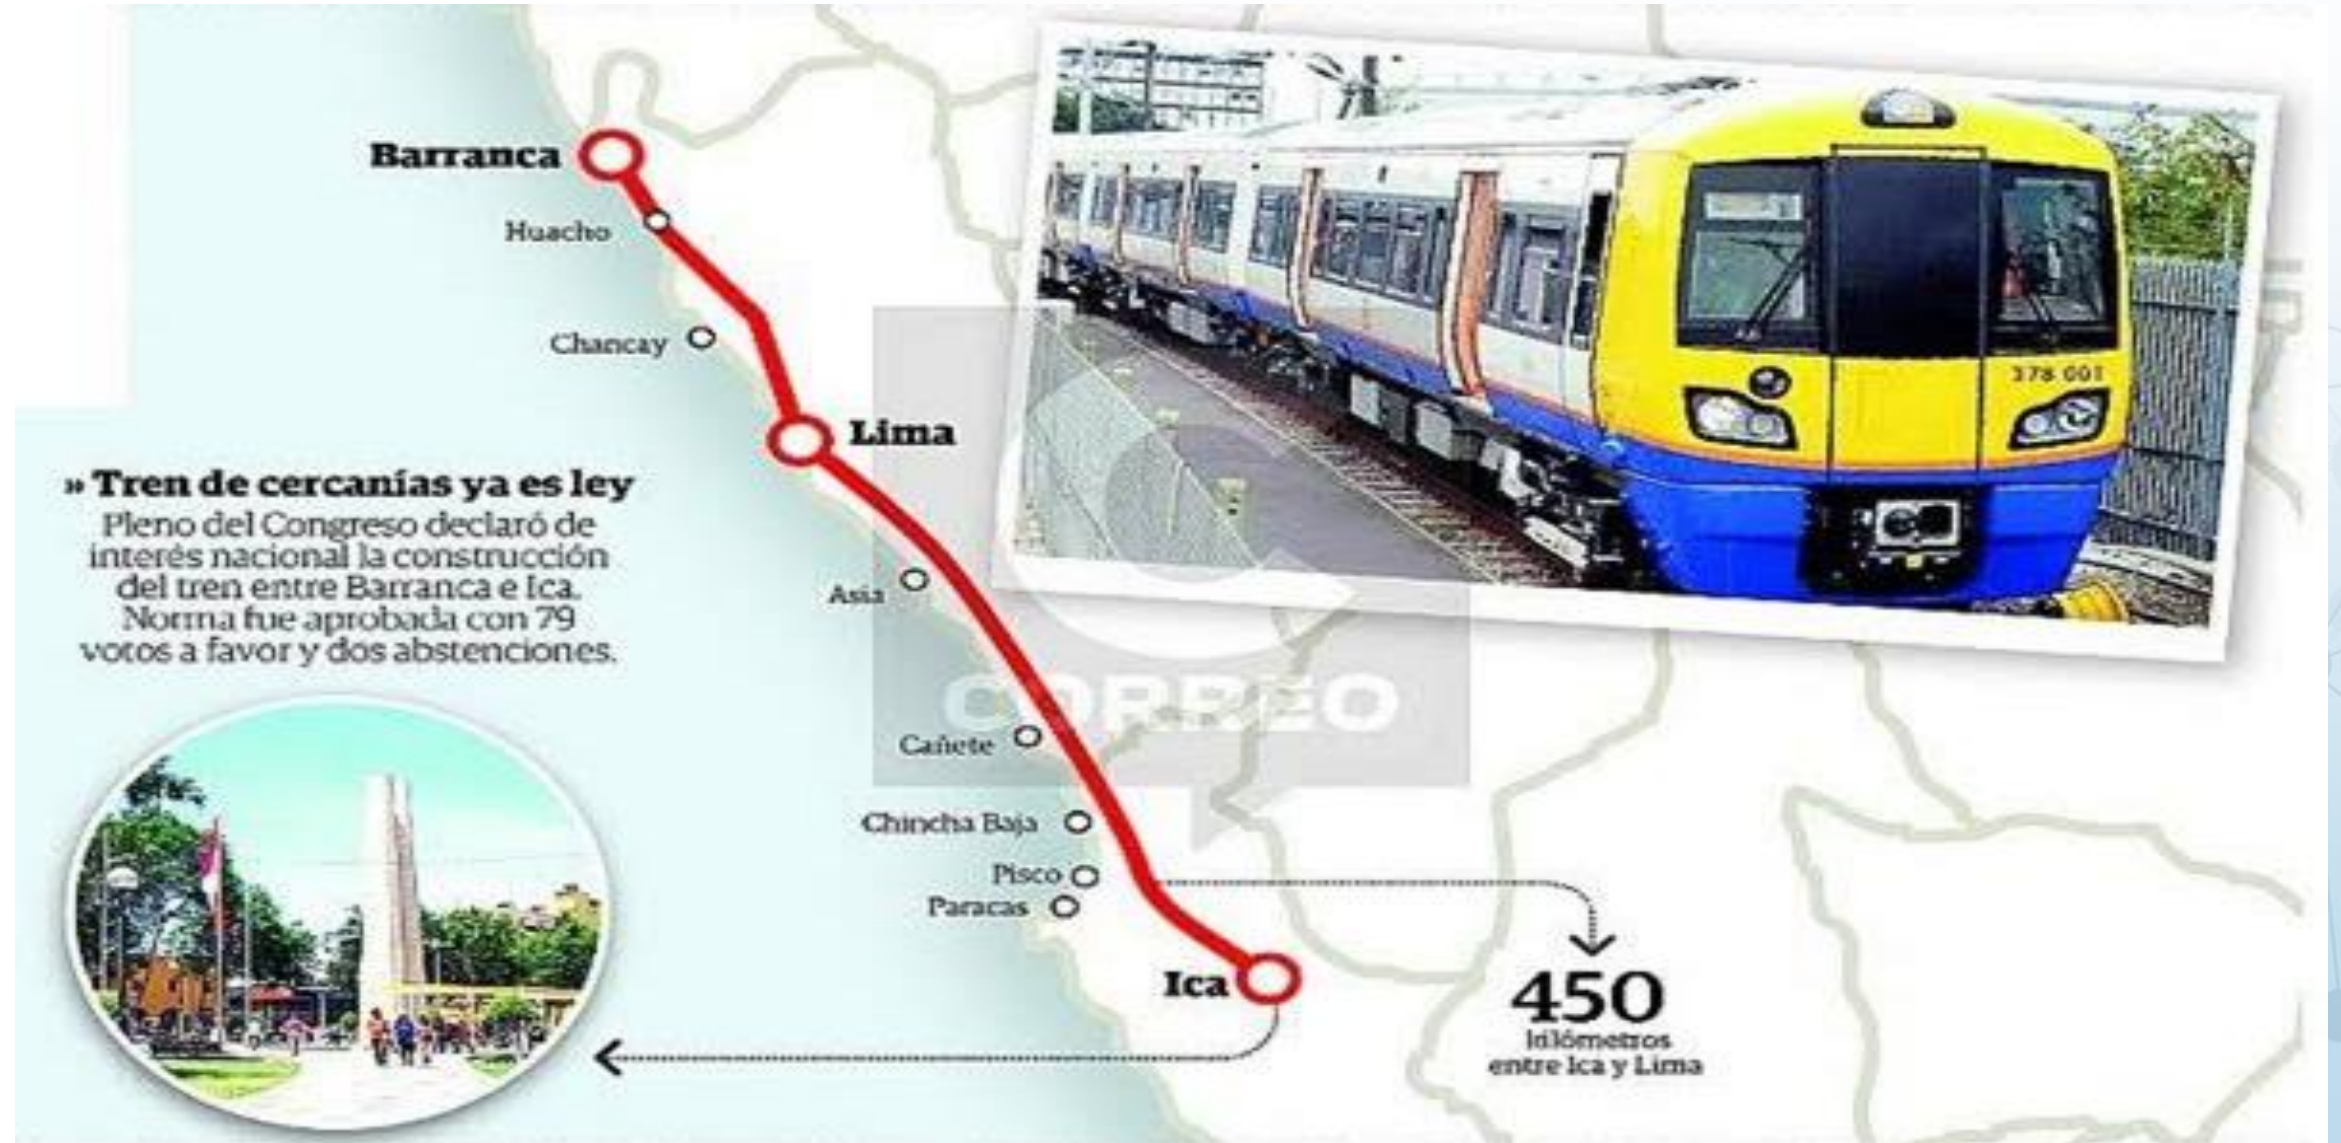 Barranca
Huacho
Chancay
Lima
» Tren de cercanías ya es ley
Pleno del Congreso declaró de
interés nacional la construcción
del tren entre Barranca e Ica.
Norma fue aprobada con 79
votos a favor y dos abstenciones.
378 001
Asia
CORREO
Cañete
Chincha Baja
Pisco
Paracas
Ica
450
kilómetros
entre Ica y Lima